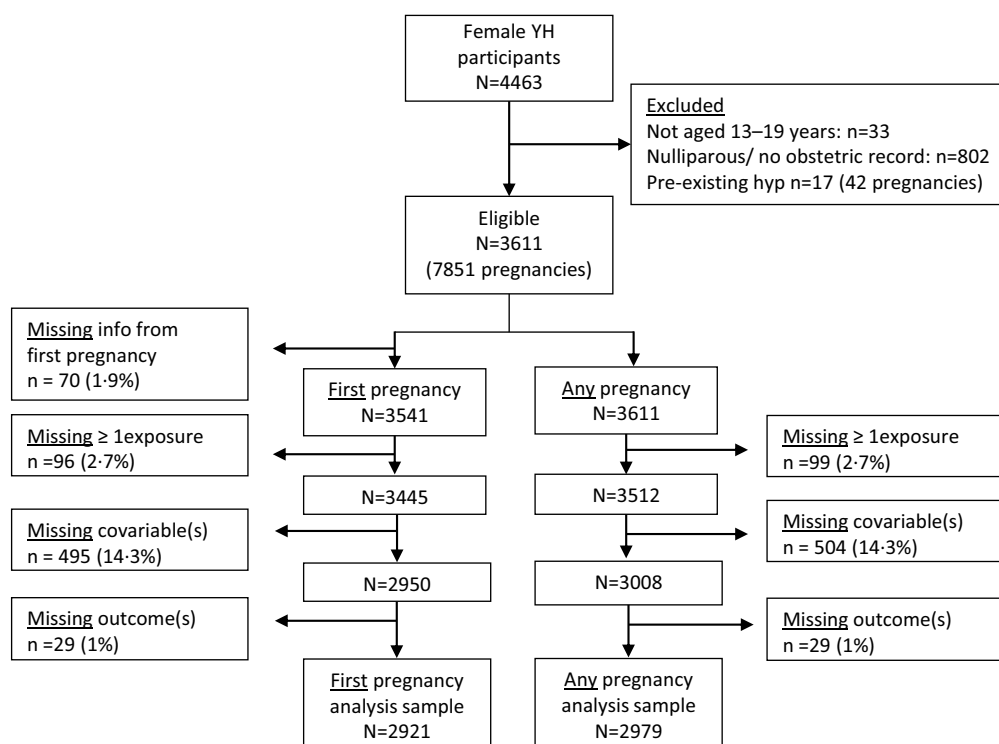 Female YH
participants
N=4463
Excluded
Not aged 13–19 years: n=33
Nulliparous/ no obstetric record: n=802
Pre-existing hyp n=17 (42 pregnancies)
Eligible
N=3611
(7851 pregnancies)
Missing info from
first pregnancy
n = 70 (1·9%)
First pregnancy
N=3541
Any pregnancy
N=3611
Missing ≥ 1exposure
n =96 (2·7%)
Missing ≥ 1exposure
n =99 (2·7%)
N=3445
N=3512
Missing covariable(s)
n = 495 (14·3%)
Missing covariable(s)
n = 504 (14·3%)
N=2950
N=3008
Missing outcome(s)
n =29 (1%)
Missing outcome(s)
n =29 (1%)
First pregnancy
analysis sample
N=2921
Any pregnancy
analysis sample
N=2979